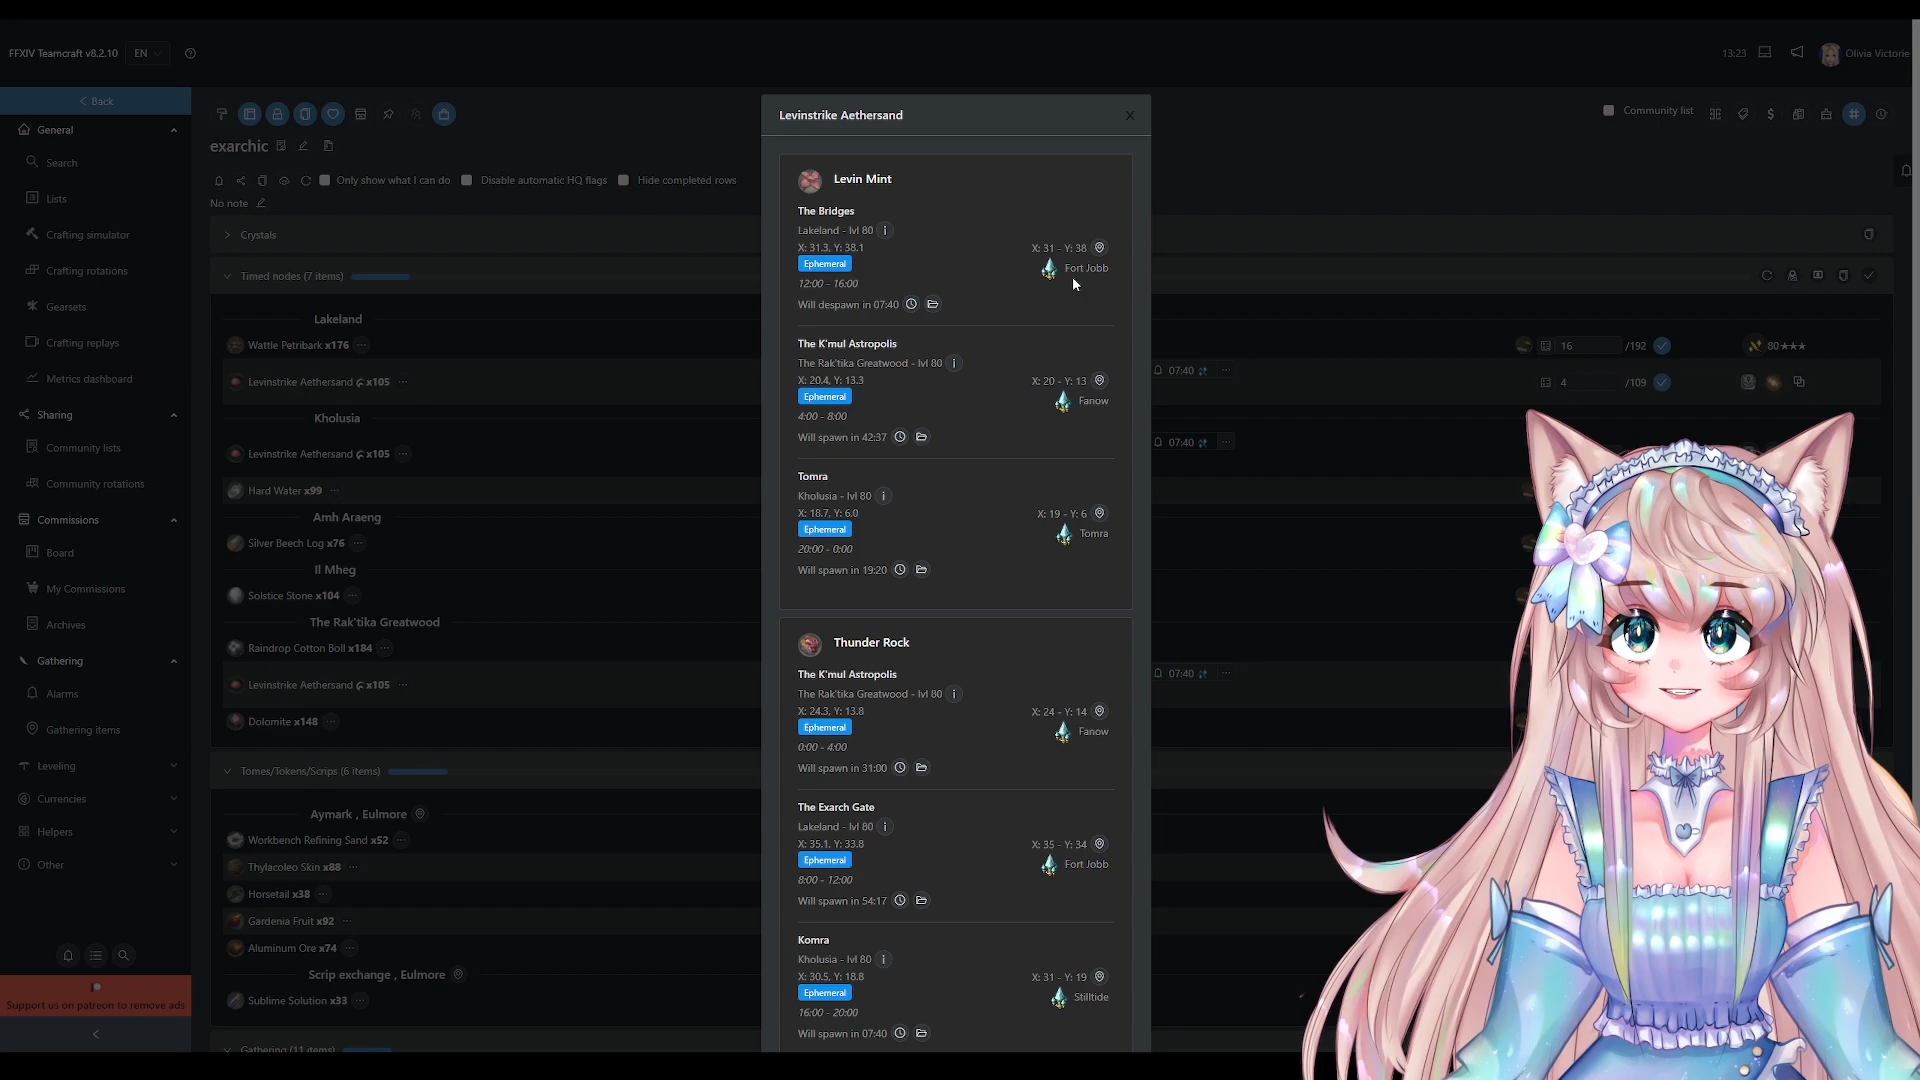 FFXIV Teamcraft v8.2.10 EN
13:23 Olivia Victorie
Back
General
Search
Lists
Crafting simulator
Crafting rotations
Gearsets
Crafting replays
Metrics dashboard
Sharing
Community lists
Community rotations
Commissions
Board
My Commissions
Archives
Gathering
Alarms
Gathering items
Leveling
Currencies
Helpers
Other
Support us on patreon to remove ads
exarchic
Only show what I can do Disable automatic HQ flags Hide completed rows
No note
Community list
Crystals
Timed nodes (7 items)
Lakeland
Wattle Petribark x176
16 /192 80★★★
Levinstrike Aethersand x105
07:40
4 /109
Kholusia
Levinstrike Aethersand x105
07:40
Hard Water x99
Amh Araeng
Silver Beech Log x76
Il Mheg
Solstice Stone x104
The Rak'tika Greatwood
Raindrop Cotton Boll x184
Levinstrike Aethersand x105
07:40
Dolomite x148
Tomes/Tokens/Scrips (6 items)
Aymark , Eulmore
Workbench Refining Sand x52
Thylacoleo Skin x88
Horsetail x38
Gardenia Fruit x92
Aluminum Ore x74
Scrip exchange , Eulmore
Sublime Solution x33
Gathering (11 items)
Levinstrike Aethersand
Levin Mint
The Bridges
Lakeland - lvl 80
X: 31.3, Y: 38.1
X: 31 - Y: 38
Ephemeral
Fort Jobb
12:00 - 16:00
Will despawn in 07:40
The K'mul Astropolis
The Rak'tika Greatwood - lvl 80
X: 20.4, Y: 13.3
X: 20 - Y: 13
Ephemeral
Fanow
4:00 - 8:00
Will spawn in 42:37
Tomra
Kholusia - lvl 80
X: 18.7, Y: 6.0
X: 19 - Y: 6
Ephemeral
Tomra
20:00 - 0:00
Will spawn in 19:20
Thunder Rock
The K'mul Astropolis
The Rak'tika Greatwood - lvl 80
X: 24.3, Y: 13.8
X: 24 - Y: 14
Ephemeral
Fanow
0:00 - 4:00
Will spawn in 31:00
The Exarch Gate
Lakeland - lvl 80
X: 35.1, Y: 33.8
X: 35 - Y: 34
Ephemeral
Fort Jobb
8:00 - 12:00
Will spawn in 54:17
Komra
Kholusia - lvl 80
X: 30.5, Y: 18.8
X: 31 - Y: 19
Ephemeral
Stilltide
16:00 - 20:00
Will spawn in 07:40